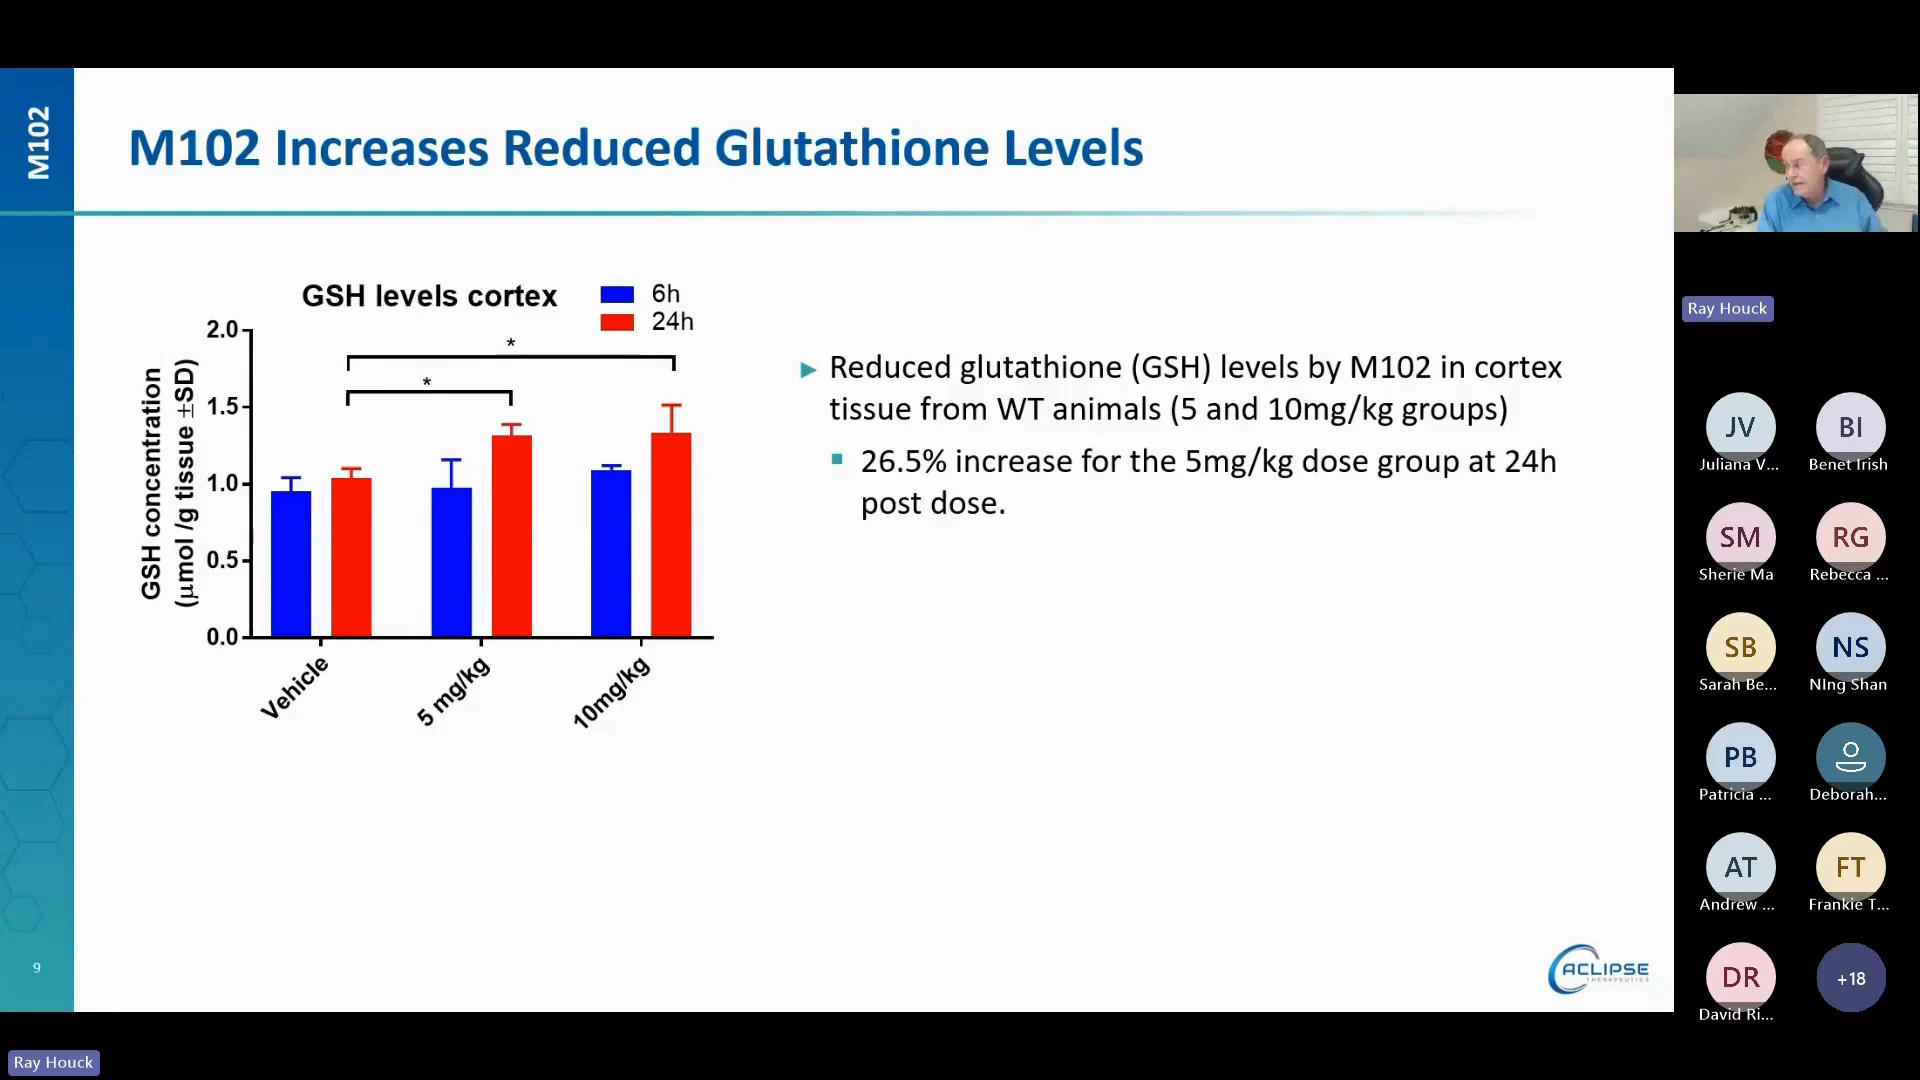 M102
M102 Increases Reduced Glutathione Levels
GSH levels cortex
6h
24h
GSH concentration
(μmol /g tissue ±SD)
2.0
1.5
1.0
0.5
0.0
*
*
Vehicle
5 mg/kg
10mg/kg
Reduced glutathione (GSH) levels by M102 in cortex
tissue from WT animals (5 and 10mg/kg groups)
26.5% increase for the 5mg/kg dose group at 24h
post dose.
9
ACLIPSE
THERAPEUTICS
Ray Houck
JV
Juliana V...
BI
Benet Irish
SM
Sherie Ma
RG
Rebecca ...
SB
Sarah Be...
NS
NIng Shan
PB
Patricia ...
Deborah...
AT
Andrew ...
FT
Frankie T...
DR
David Ri...
+18
Ray Houck